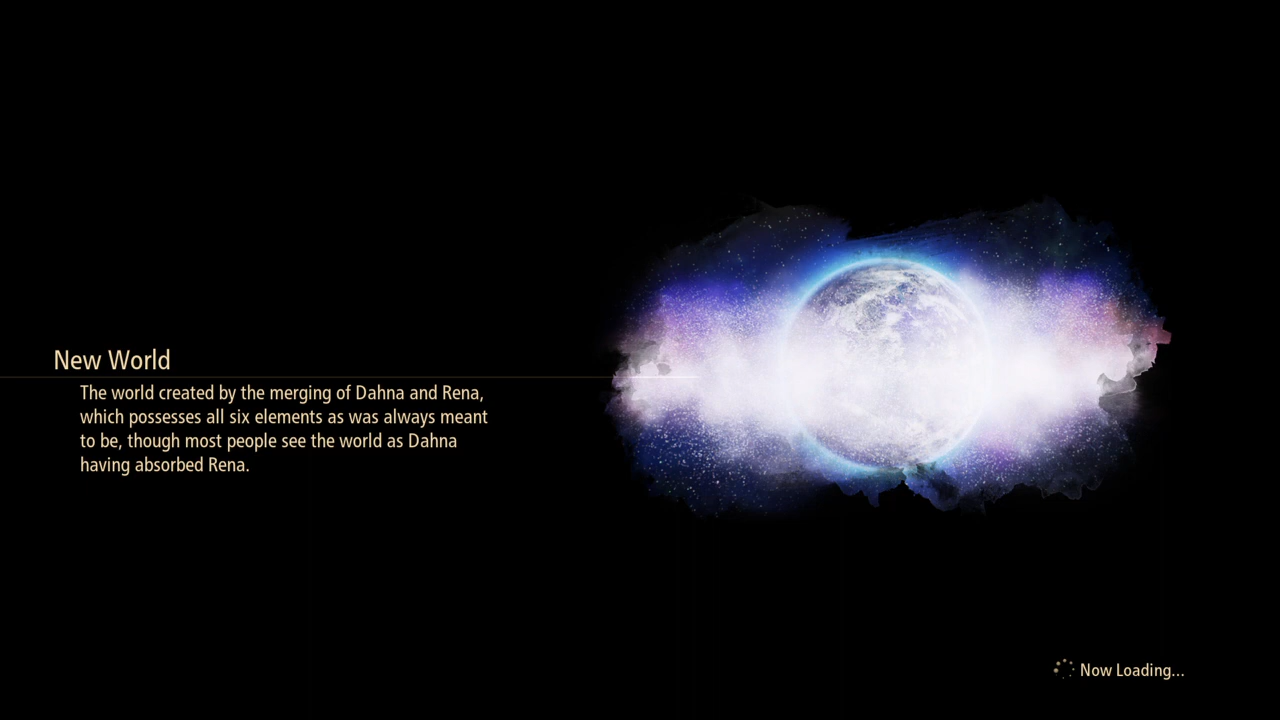 New World
The world created by the merging of Dahna and Rena,
which possesses all six elements as was always meant
to be, though most people see the world as Dahna
having absorbed Rena.
Now Loading...